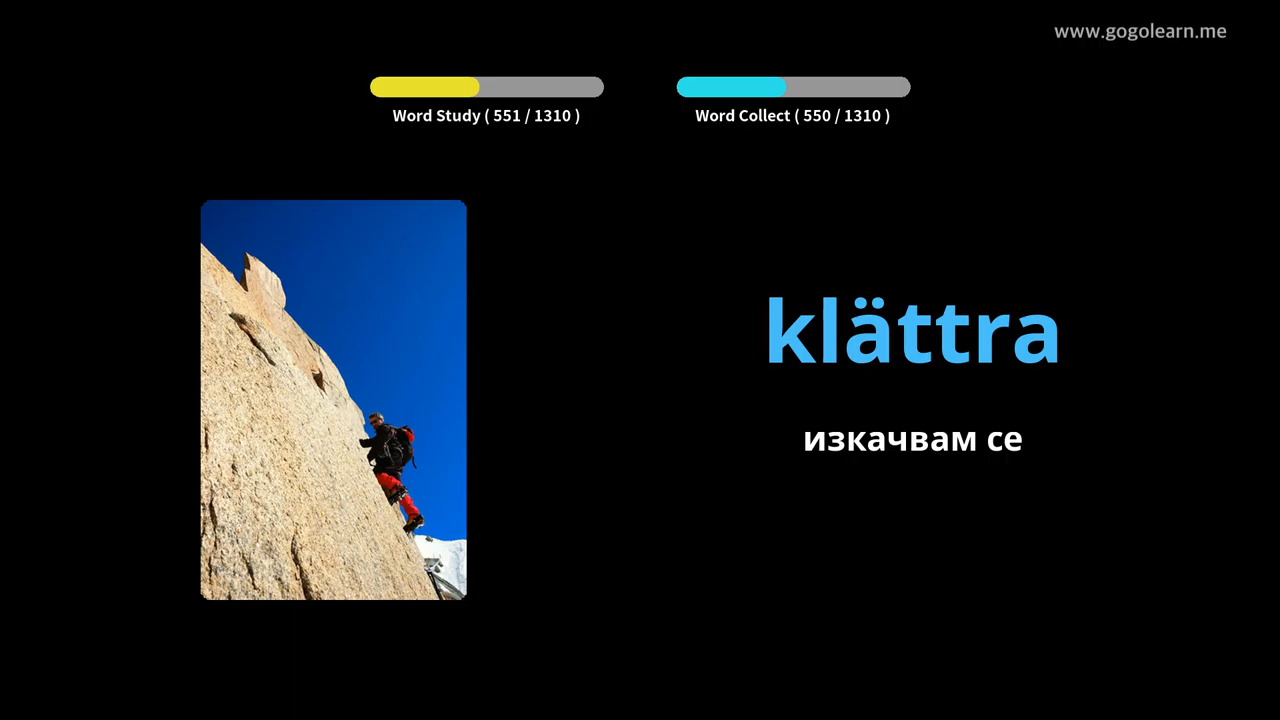 www.gogolearn.me
Word Study ( 551 / 1310 )
Word Collect ( 550 / 1310 )
klättra
изкачвам се